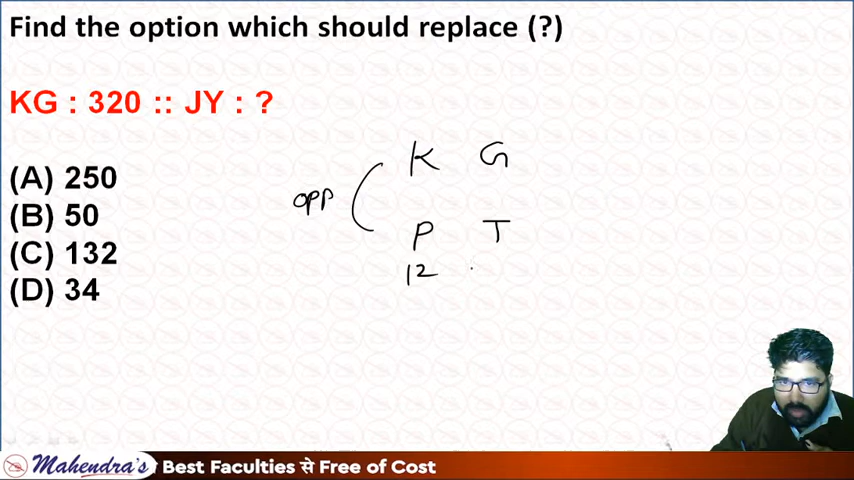 Find the option which should replace (?)
KG : 320 :: JY : ?
(A) 250
(B) 50
(C) 132
(D) 34
K G
opp
P T
12
Mahendra's Best Faculties से Free of Cost